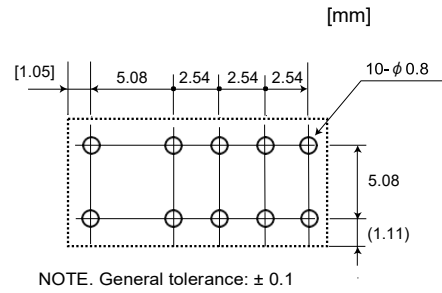 [mm]
[1.05] 5.08 2.54 2.54 2.54
10-ϕ0.8
5.08
(1.11)
NOTE. General tolerance: ± 0.1